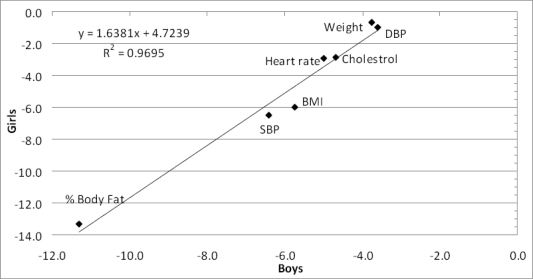 0.0
-2.0
-4.0
-6.0
-8.0
-10.0
-12.0
-14.0
Girls
y = 1.6381x + 4.7239
R2 = 0.9695
Weight
DBP
Heart rate
Cholestrol
BMI
SBP
% Body Fat
-12.0 -10.0 -8.0 -6.0 -4.0 -2.0 0.0
Boys